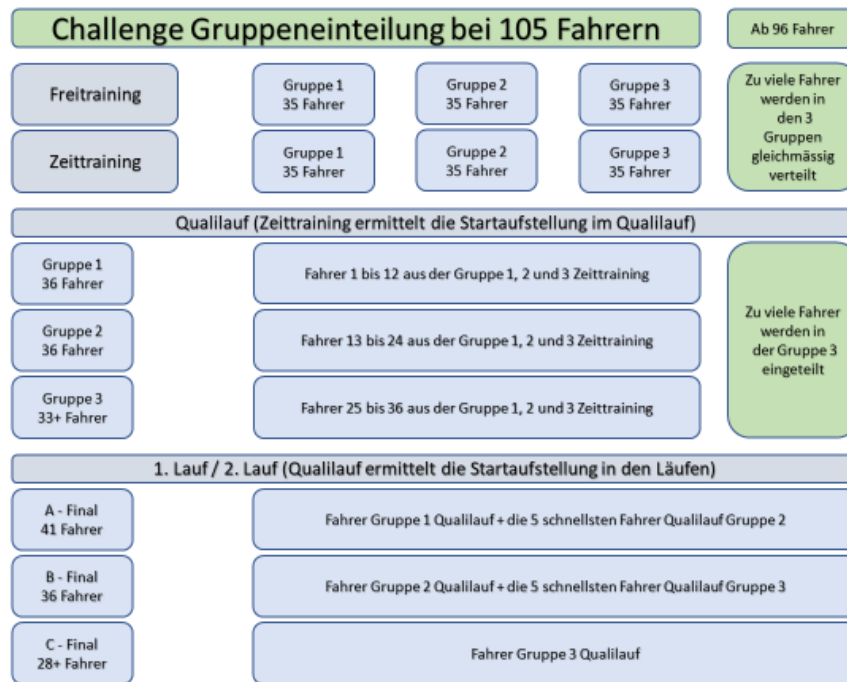 Challenge Gruppeneinteilung bei 105 Fahrern
Ab 96 Fahrer
Freitraining
Gruppe 1
35 Fahrer
Gruppe 2
35 Fahrer
Gruppe 3
35 Fahrer
Zeittraining
Gruppe 1
35 Fahrer
Gruppe 2
35 Fahrer
Gruppe 3
35 Fahrer
Zu viele Fahrer
werden in
den 3
Gruppen
gleichmässig
verteilt
Qualilauf (Zeittraining ermittelt die Startaufstellung im Qualilauf)
Gruppe 1
36 Fahrer
Fahrer 1 bis 12 aus der Gruppe 1, 2 und 3 Zeittraining
Gruppe 2
36 Fahrer
Fahrer 13 bis 24 aus der Gruppe 1, 2 und 3 Zeittraining
Gruppe 3
33+ Fahrer
Fahrer 25 bis 36 aus der Gruppe 1, 2 und 3 Zeittraining
Zu viele Fahrer
werden in
der Gruppe 3
eingeteilt
1. Lauf / 2. Lauf (Qualilauf ermittelt die Startaufstellung in den Läufen)
A - Final
41 Fahrer
Fahrer Gruppe 1 Qualilauf + die 5 schnellsten Fahrer Qualilauf Gruppe 2
B - Final
36 Fahrer
Fahrer Gruppe 2 Qualilauf + die 5 schnellsten Fahrer Qualilauf Gruppe 3
C - Final
28+ Fahrer
Fahrer Gruppe 3 Qualilauf